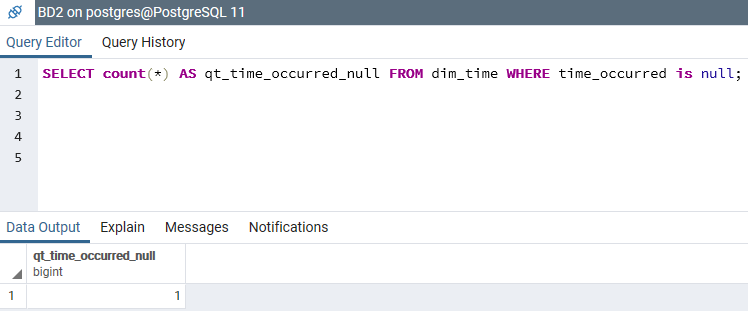 BD2 on postgres@PostgreSQL 11
Query Editor Query History
1 SELECT count(*) AS qt_time_occurred_null FROM dim_time WHERE time_occurred is null;
2
3
4
5
Data Output Explain Messages Notifications
qt_time_occurred_null
bigint
1 1